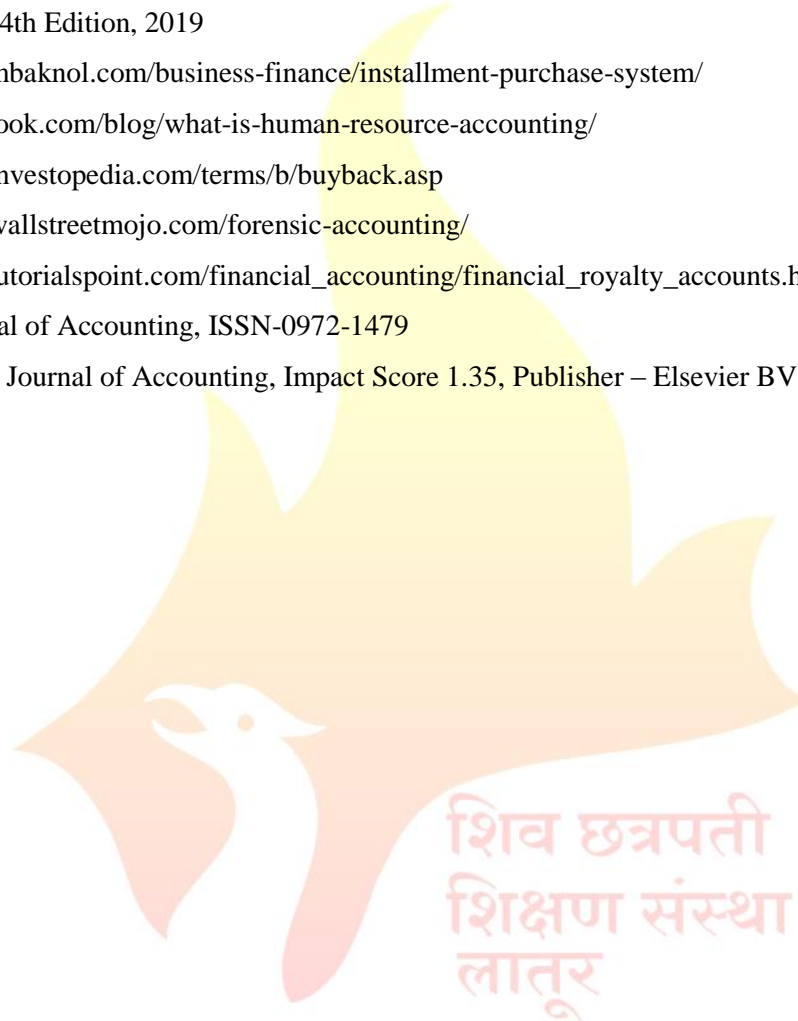 4th Edition, 2019
mbaknol.com/business-finance/installment-purchase-system/
ook.com/blog/what-is-human-resource-accounting/
nvestopedia.com/terms/b/buyback.asp
wallstreetmojo.com/forensic-accounting/
utorialspoint.com/financial_accounting/financial_royalty_accounts.h
al of Accounting, ISSN-0972-1479
Journal of Accounting, Impact Score 1.35, Publisher – Elsevier BV
शिव छत्रपती
शिक्षण संस्था
लातूर